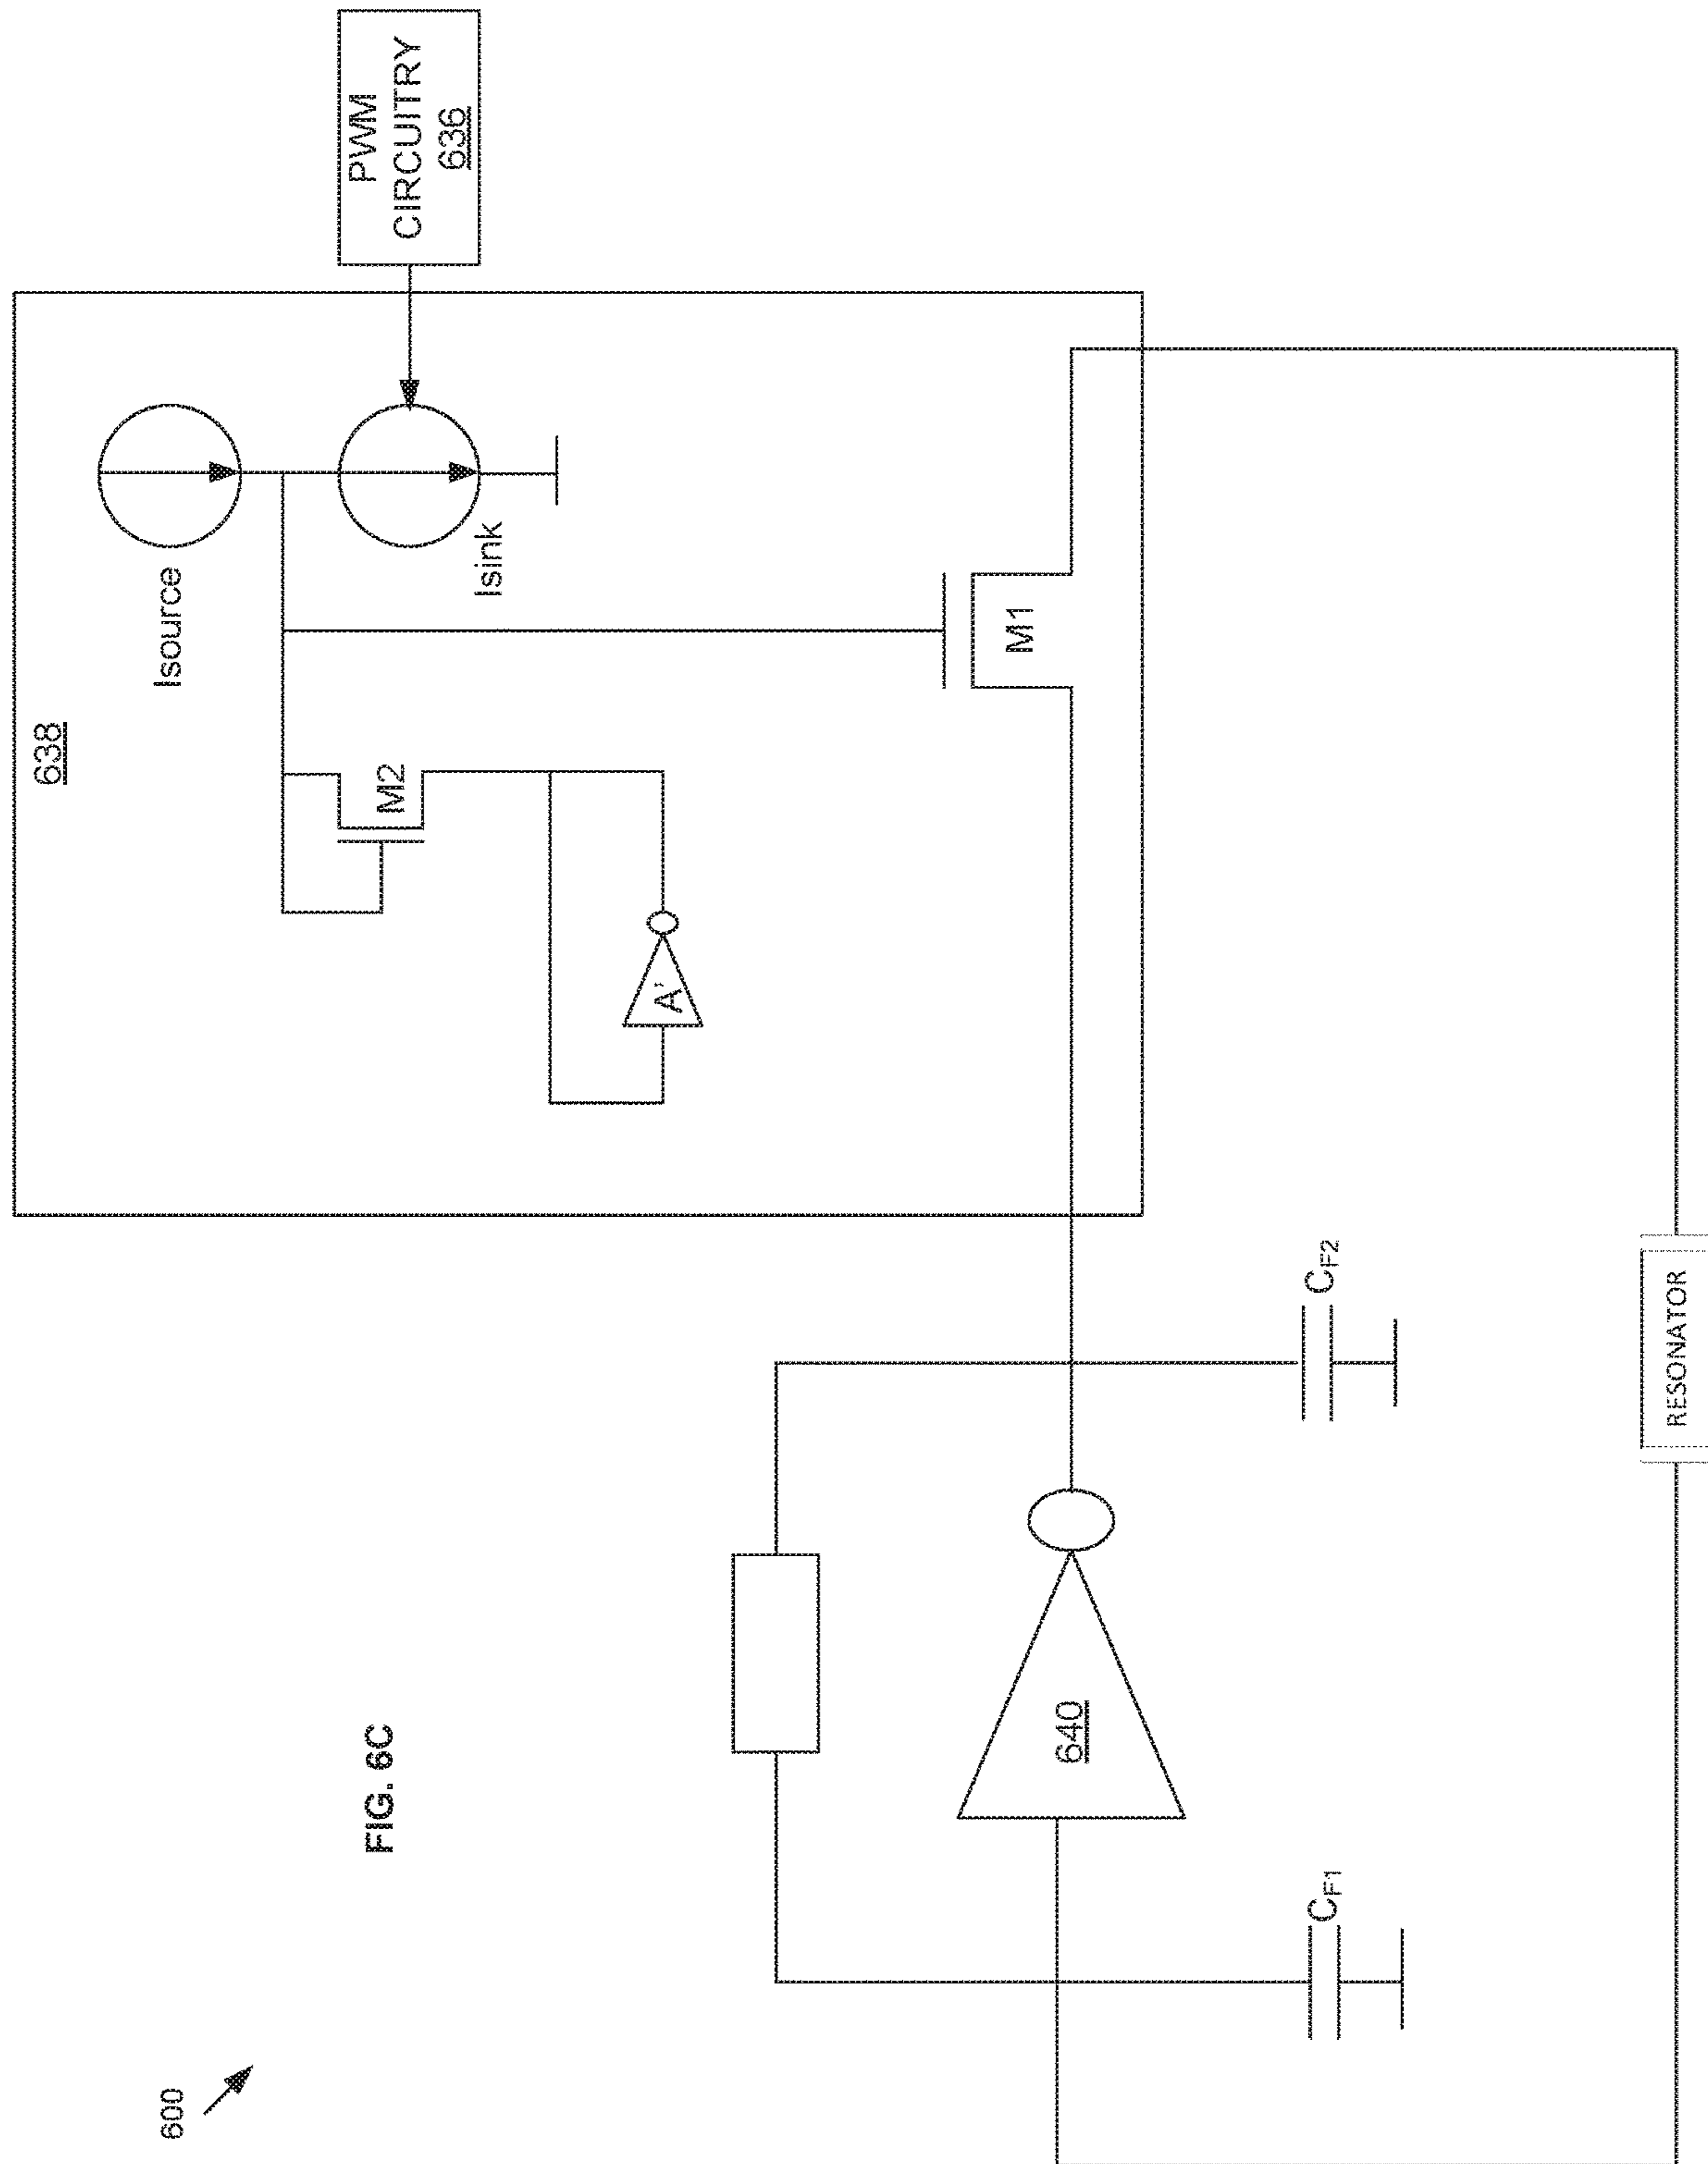 600
FIG. 6C
638
Isource
Isink
PWM
CIRCUITRY
636
M2
A'
M1
640
CF1
CF2
RESONATOR